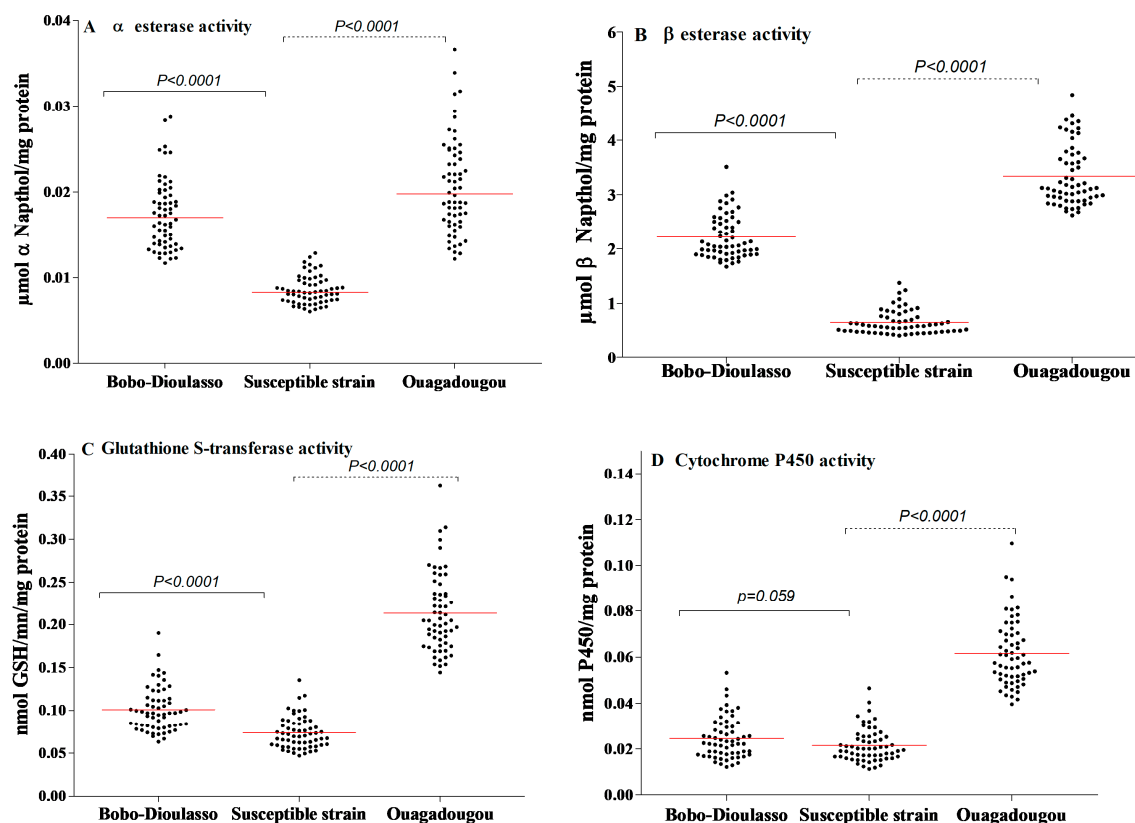 A α esterase activity
P<0.0001
P<0.0001
µmol α Napthol/mg protein
0.04
0.03
0.02
0.01
0.00
Bobo-Dioulasso Susceptible strain Ouagadougou
B β esterase activity
P<0.0001
P<0.0001
µmol β Napthol/mg protein
6
5
4
3
2
1
0
Bobo-Dioulasso Susceptible strain Ouagadougou
C Glutathione S-transferase activity
P<0.0001
P<0.0001
nmol GSH/mn/mg protein
0.40
0.35
0.30
0.25
0.20
0.15
0.10
0.05
0.00
Bobo-Dioulasso Susceptible strain Ouagadougou
D Cytochrome P450 activity
P<0.0001
p=0.059
nmol P450/mg protein
0.14
0.12
0.10
0.08
0.06
0.04
0.02
0.00
Bobo-Dioulasso Susceptible strain Ouagadougou